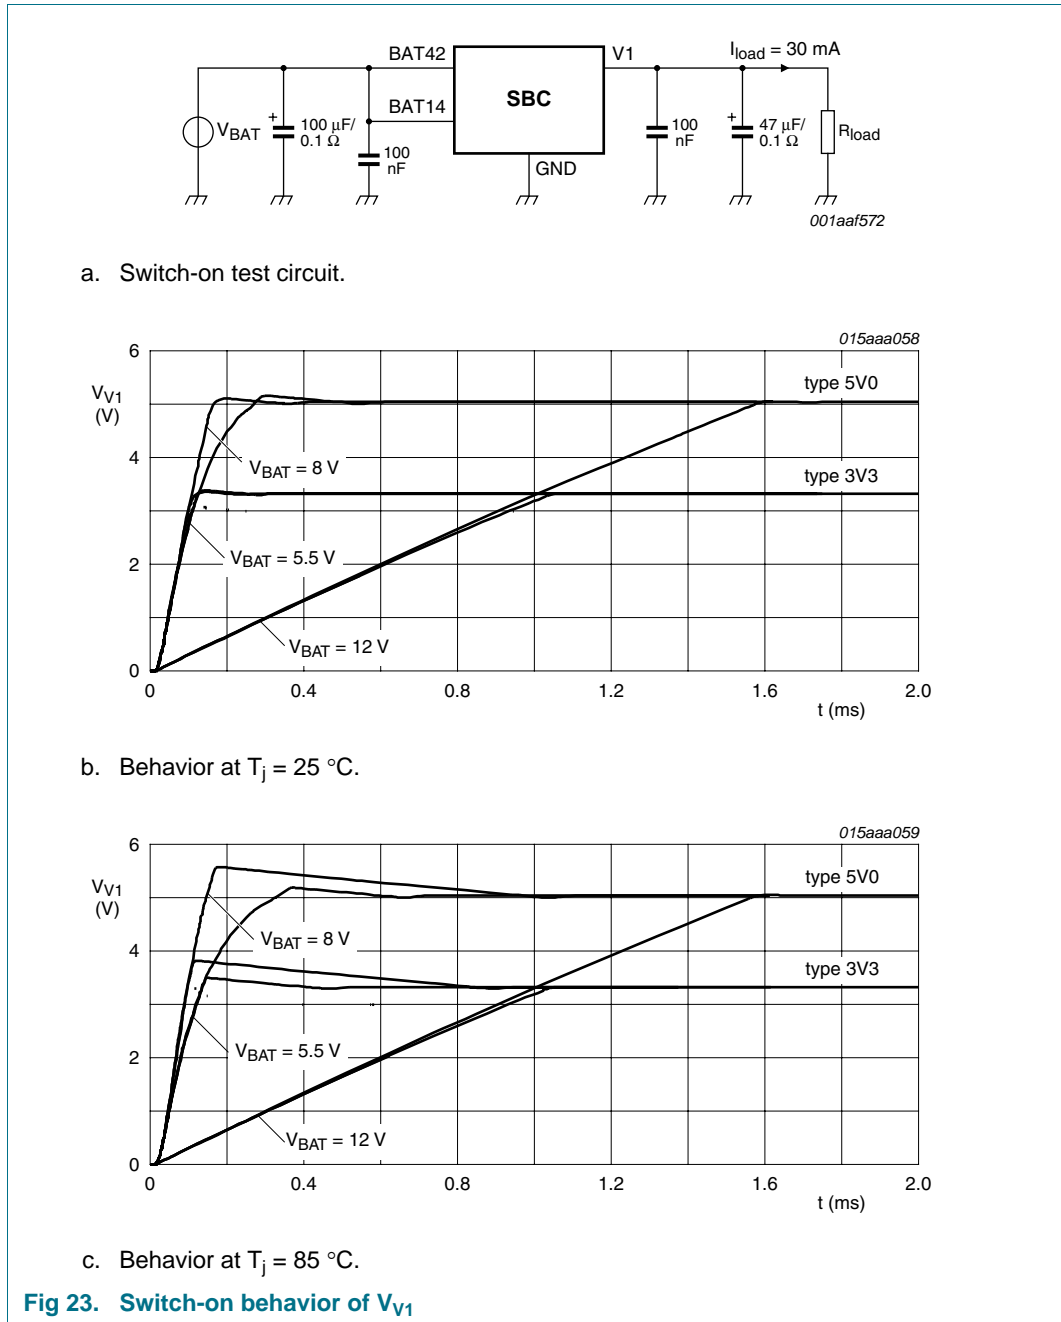 BAT42
V1
Iload = 30 mA
BAT14
SBC
VBAT
+
100 μF/
0.1 Ω
100
nF
GND
100
nF
+
47 μF/
0.1 Ω
Rload
001aaf572
a. Switch-on test circuit.
015aaa058
6
VV1
(V)
4
2
0
type 5V0
VBAT = 8 V
type 3V3
VBAT = 5.5 V
VBAT = 12 V
0 0.4 0.8 1.2 1.6 2.0
t (ms)
b. Behavior at Tj = 25 °C.
015aaa059
6
VV1
(V)
4
2
0
type 5V0
VBAT = 8 V
type 3V3
VBAT = 5.5 V
VBAT = 12 V
0 0.4 0.8 1.2 1.6 2.0
t (ms)
c. Behavior at Tj = 85 °C.
Fig 23. Switch-on behavior of VV1